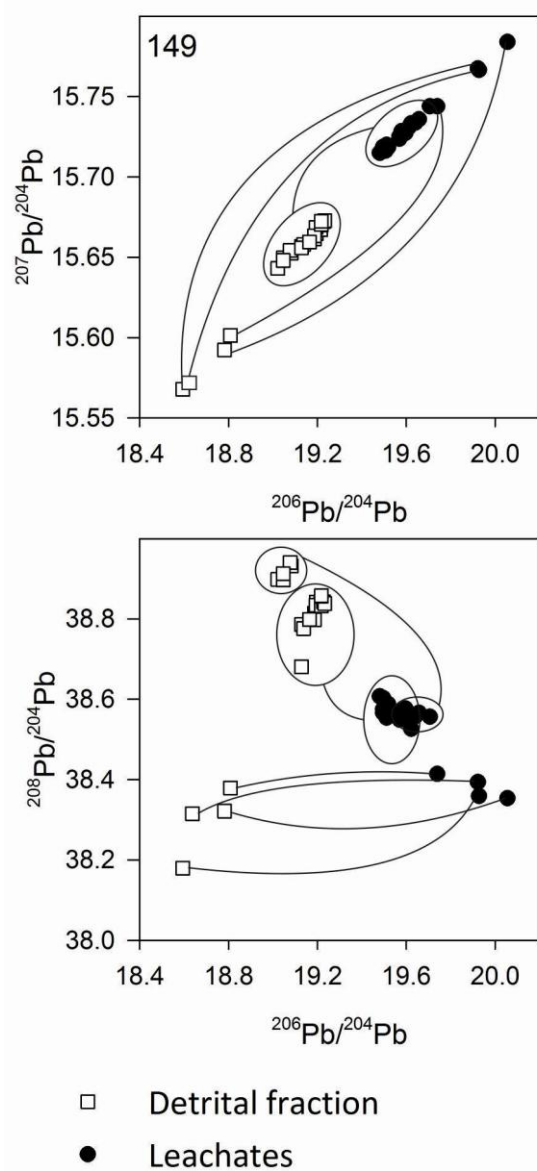 149
15.75
15.70
15.65
15.60
15.55
²⁰⁷Pb/²⁰⁴Pb
18.4 18.8 19.2 19.6 20.0
²⁰⁶Pb/²⁰⁴Pb
38.8
38.6
38.4
38.2
38.0
²⁰⁸Pb/²⁰⁴Pb
18.4 18.8 19.2 19.6 20.0
²⁰⁶Pb/²⁰⁴Pb
Detrital fraction
Leachates